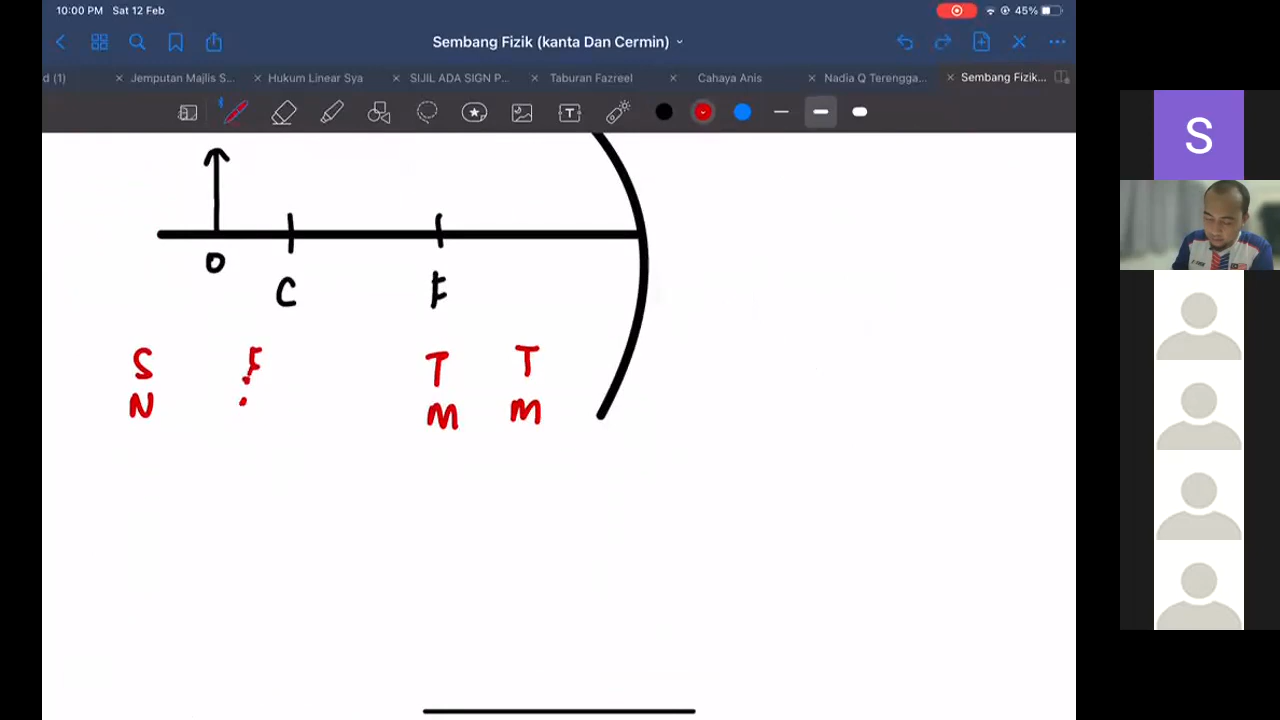 10:00 PM Sat 12 Feb
45%
Sembang Fizik (kanta Dan Cermin)
d (1)
Jemputan Majlis S...
Hukum Linear Sya
SIJIL ADA SIGN P...
Taburan Fazreel
Cahaya Anis
Nadia Q Terengga...
Sembang Fizik...
T
S
O
C
F
S F T T
N M M